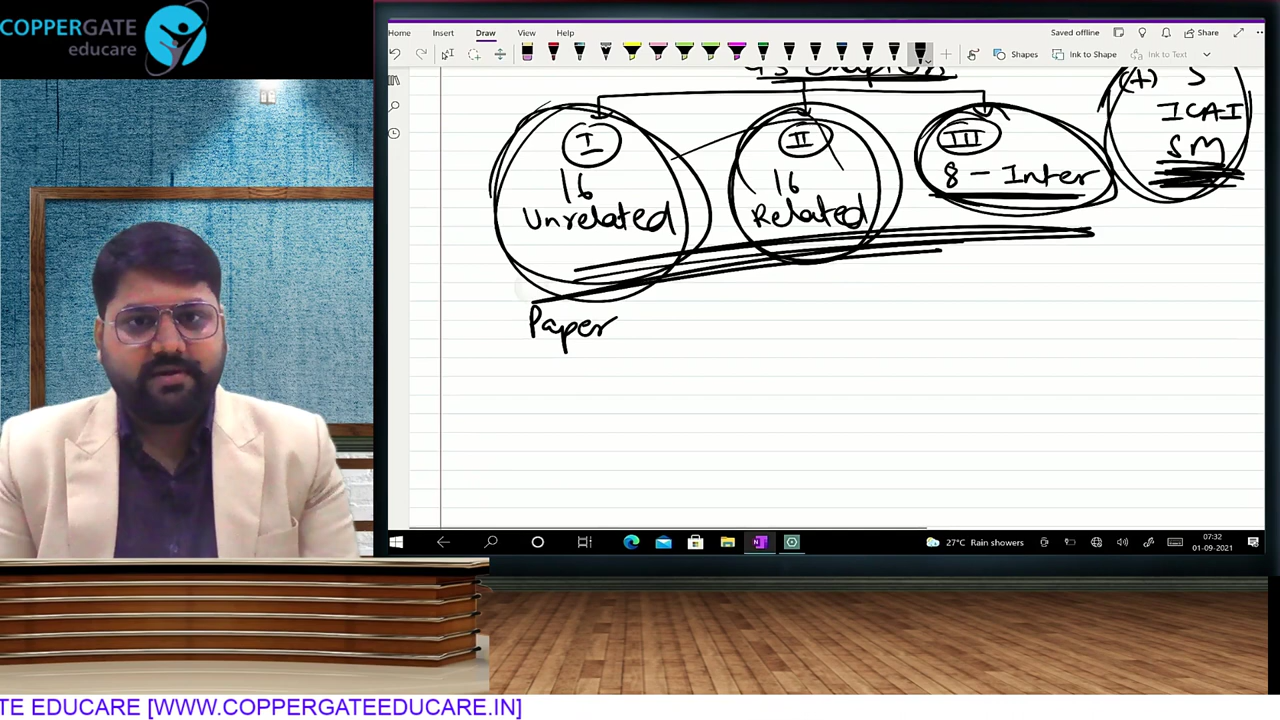 COPPERGATE
educare
Home Insert Draw View Help
Saved offline
Share
Shapes
Ink to Shape
Ink to Text
(+) S
ICAI
SM
I
16
Unrelated
II
16
Related
III
8 - Inter
Paper
27°C Rain showers
07:32
01-09-2021
TE EDUCARE [WWW.COPPERGATEEDUCARE.IN]